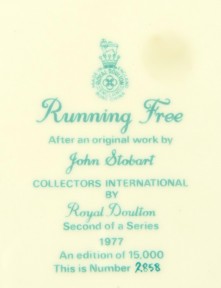 Running Free
After an original work by
John Stobart
COLLECTORS INTERNATIONAL
BY
Royal Doulton
Second of a Series
1977
An edition of 15,000
This is Number 2858